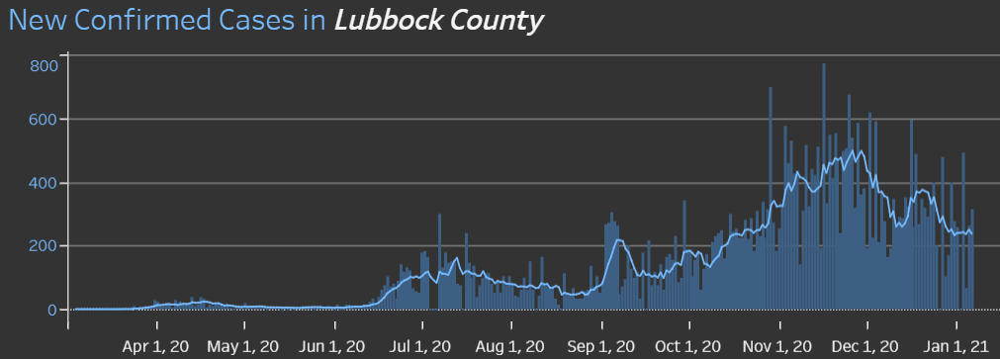 New Confirmed Cases in Lubbock County
800
600
400
200
0
Apr 1, 20 May 1, 20 Jun 1, 20 Jul 1, 20 Aug 1, 20 Sep 1, 20 Oct 1, 20 Nov 1, 20 Dec 1, 20 Jan 1, 21